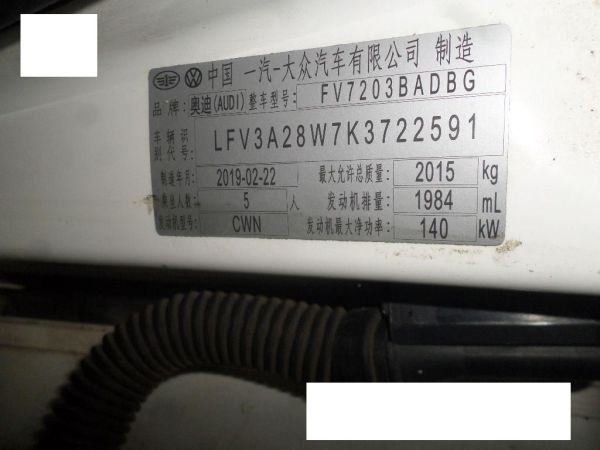 中国 一汽-大众汽车有限公司 制造
品牌: 奥迪(AUDI) 整车型号: FV7203BADBG
车辆识别代号: LFV3A28W7K3722591
制造年月: 2019-02-22 最大允许总质量: 2015 kg
乘坐人数: 5 人 发动机排量: 1984 mL
发动机型号: CWN 发动机最大净功率: 140 kW